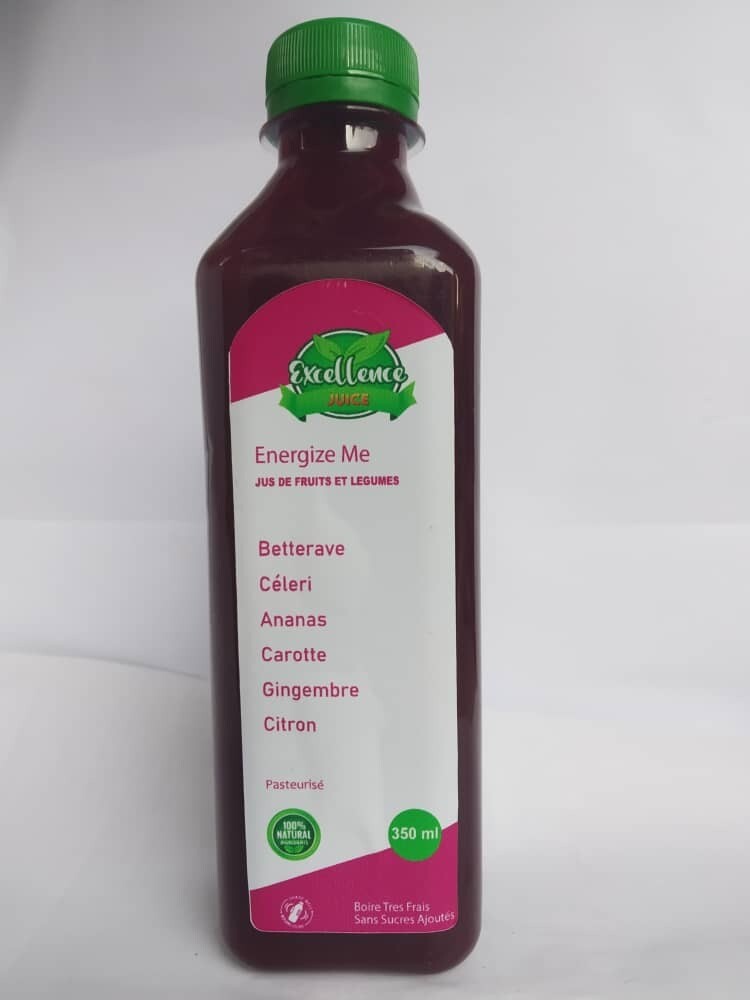 Excellence
JUICE
Energize Me
JUS DE FRUITS ET LEGUMES
Betterave
Céleri
Ananas
Carotte
Gingembre
Citron
Pasteurisé
100%
NATURAL
INGREDIENTS
350 ml
Boire Tres Frais
Sans Sucres Ajoutés